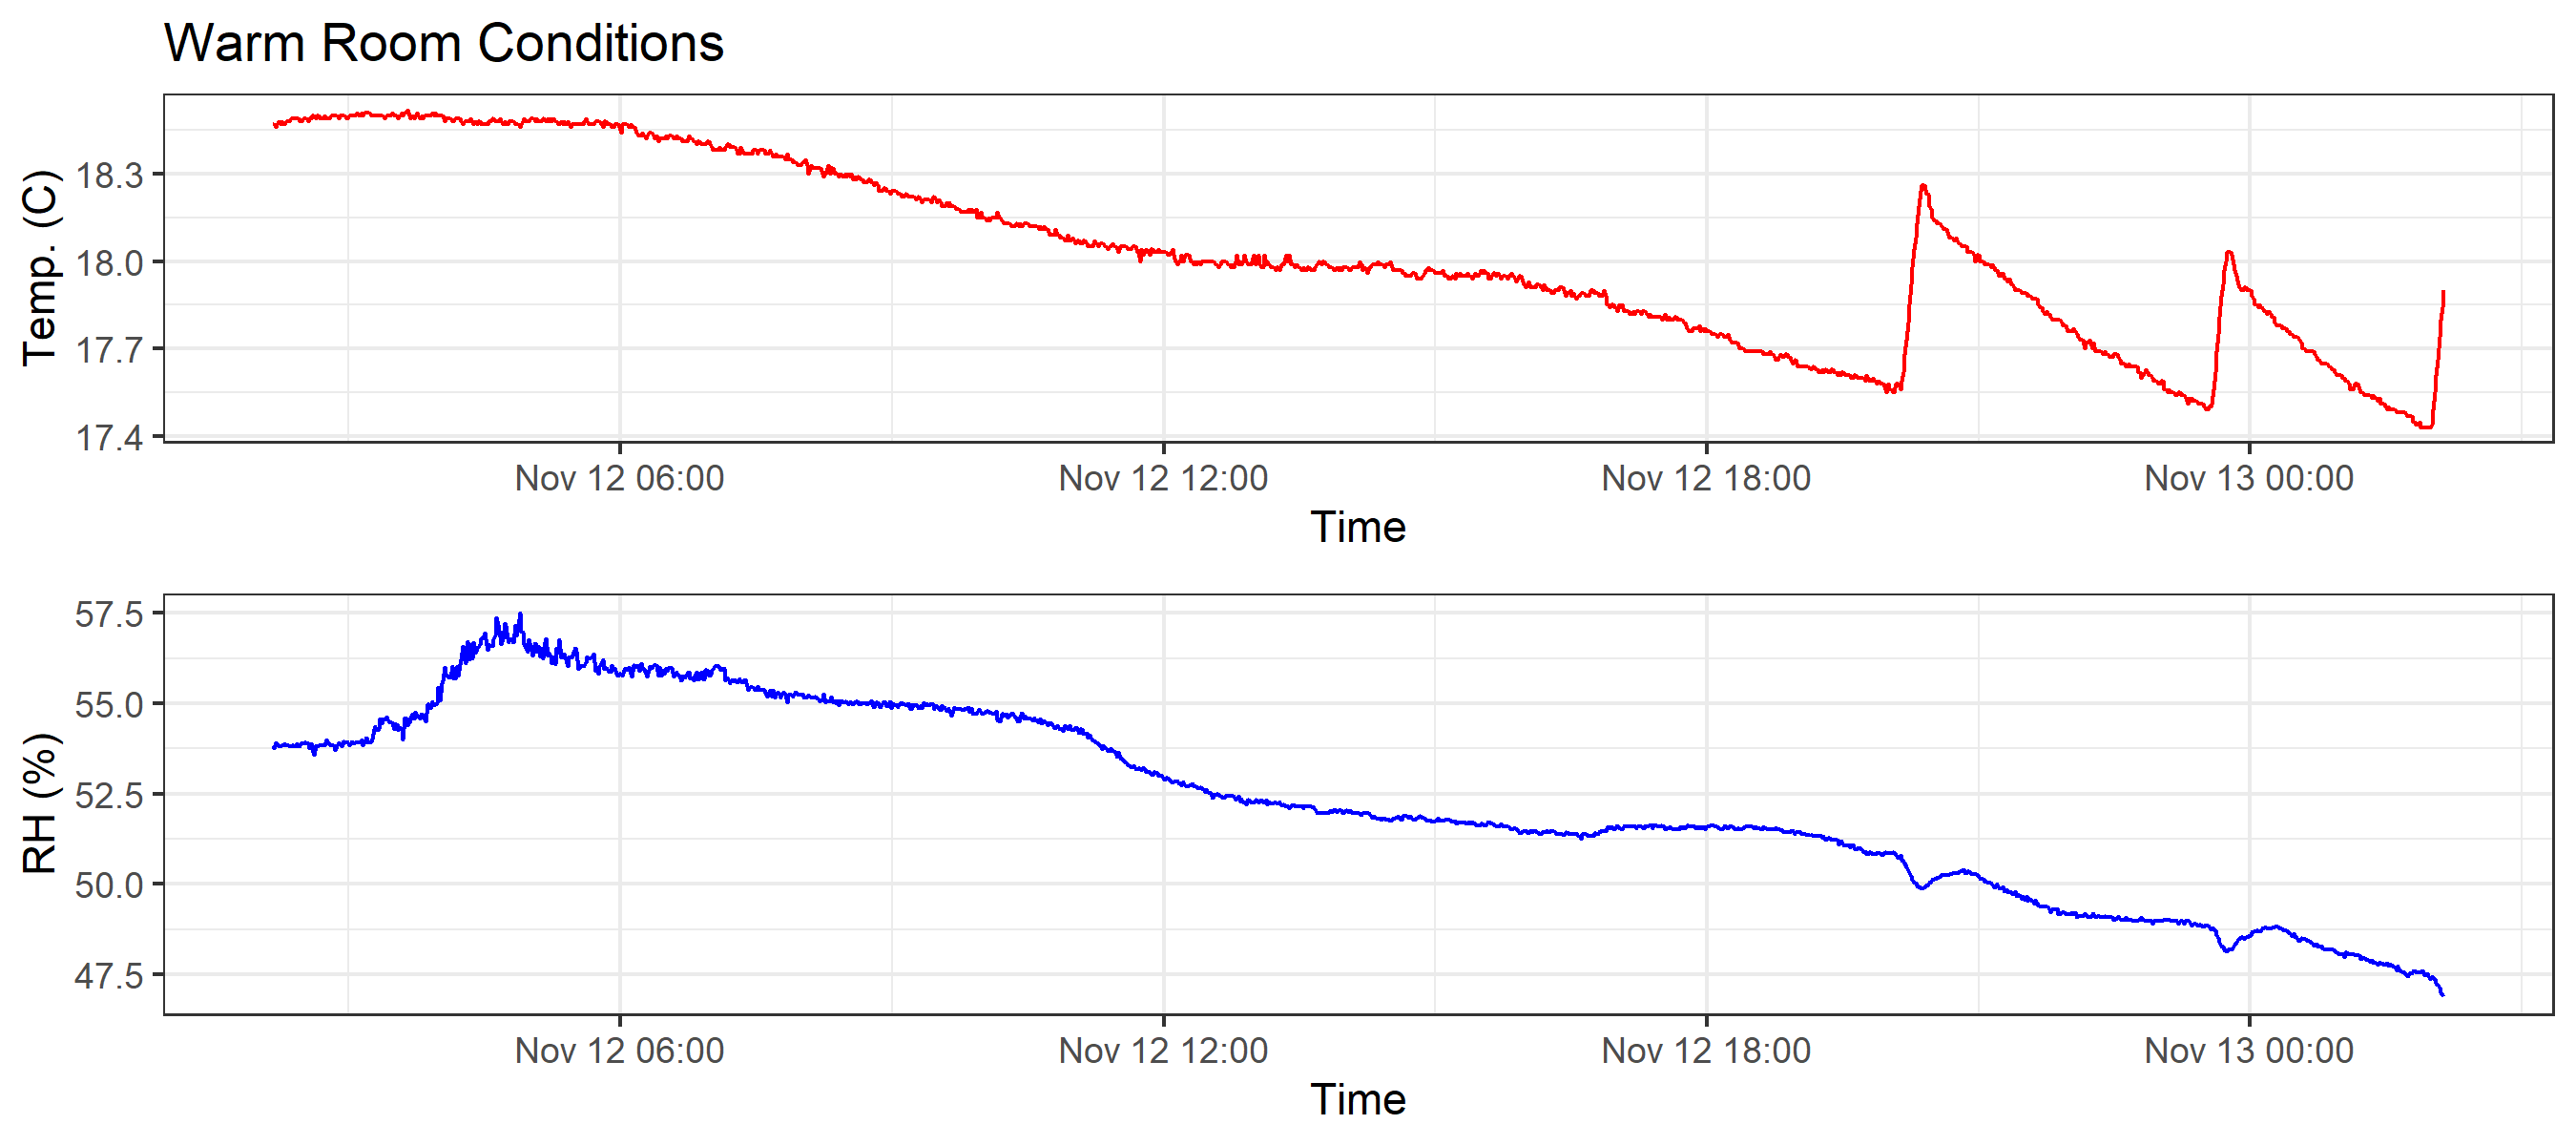 Warm Room Conditions
Temp. (C)
18.3
18.0
17.7
17.4
Nov 12 06:00 Nov 12 12:00 Nov 12 18:00 Nov 13 00:00
Time
RH (%)
57.5
55.0
52.5
50.0
47.5
Nov 12 06:00 Nov 12 12:00 Nov 12 18:00 Nov 13 00:00
Time